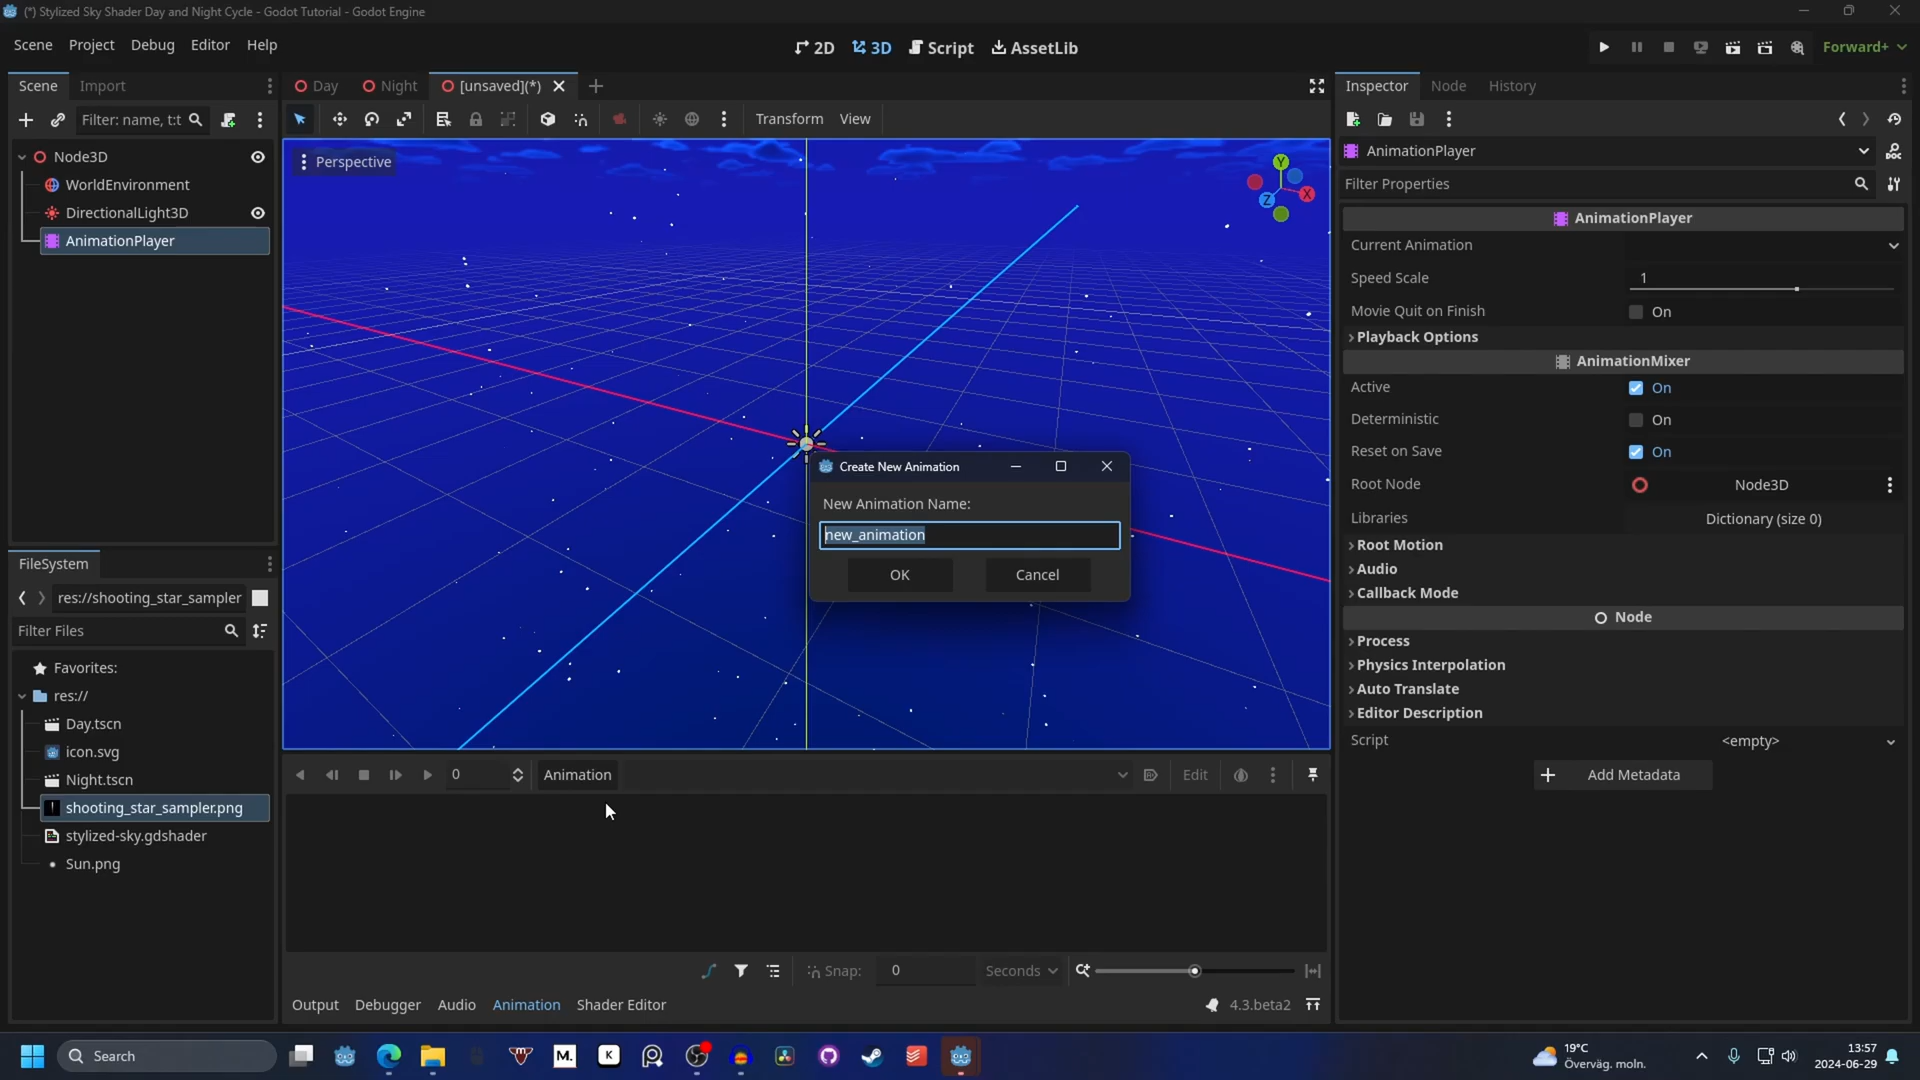 (*) Stylized Sky Shader Day and Night Cycle - Godot Tutorial - Godot Engine
Scene Project Debug Editor Help
2D 3D Script AssetLib
Forward+
Scene Import
Day Night [unsaved](*)
Inspector Node History
Filter: name, t:t
Transform View
Node3D
WorldEnvironment
DirectionalLight3D
AnimationPlayer
Perspective
Y
X
Z
AnimationPlayer
Filter Properties
AnimationPlayer
Current Animation
Speed Scale 1
Movie Quit on Finish On
Playback Options
AnimationMixer
Active On
Deterministic On
Reset on Save On
Root Node Node3D
Libraries Dictionary (size 0)
Root Motion
Audio
Callback Mode
Node
Process
Physics Interpolation
Auto Translate
Editor Description
Script <empty>
Add Metadata
Create New Animation
New Animation Name:
new_animation
OK Cancel
FileSystem
res://shooting_star_sampler
Filter Files
Favorites:
res://
Day.tscn
icon.svg
Night.tscn
shooting_star_sampler.png
stylized-sky.gdshader
Sun.png
0 Animation Edit
Snap: 0 Seconds
Output Debugger Audio Animation Shader Editor 4.3.beta2
Search
M.
K
19°C
Överväg. moln.
13:57
2024-06-29